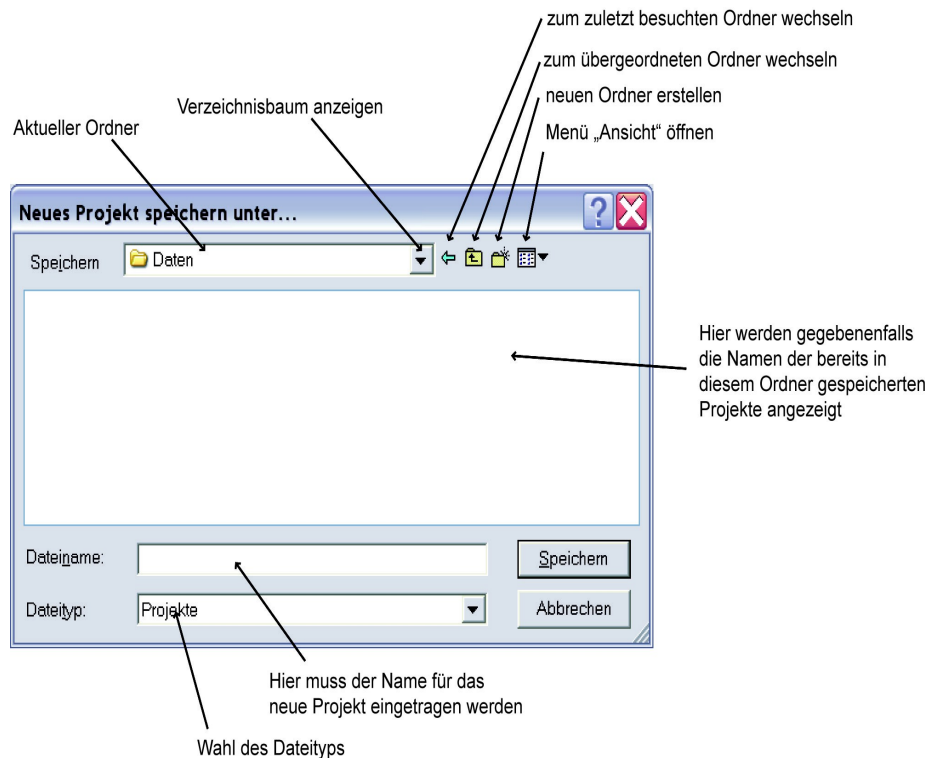 zum zuletzt besuchten Ordner wechseln
zum übergeordneten Ordner wechseln
neuen Ordner erstellen
Menü „Ansicht“ öffnen
Verzeichnisbaum anzeigen
Aktueller Ordner
Neues Projekt speichern unter...
Speichern
Daten
Hier werden gegebenenfalls
die Namen der bereits in
diesem Ordner gespeicherten
Projekte angezeigt
Dateiname:
Speichern
Dateityp:
Projekte
Abbrechen
Hier muss der Name für das
neue Projekt eingetragen werden
Wahl des Dateityps